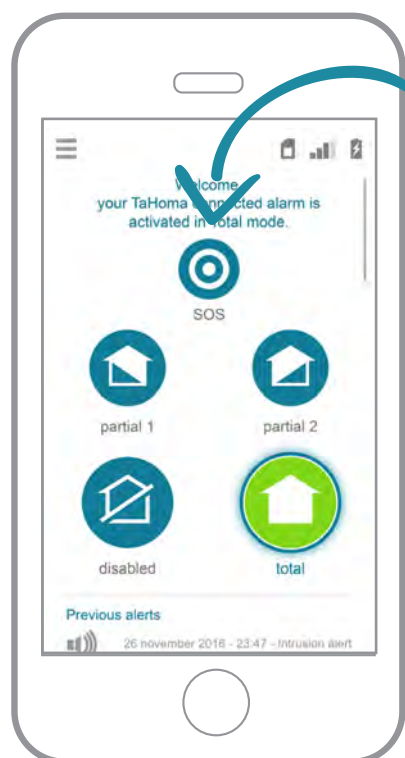 Welcome
your TaHoma connected alarm is
activated in Total mode.
SOS
partial 1
partial 2
disabled
total
Previous alerts
26 november 2016 - 23:47 - Intrusion alert